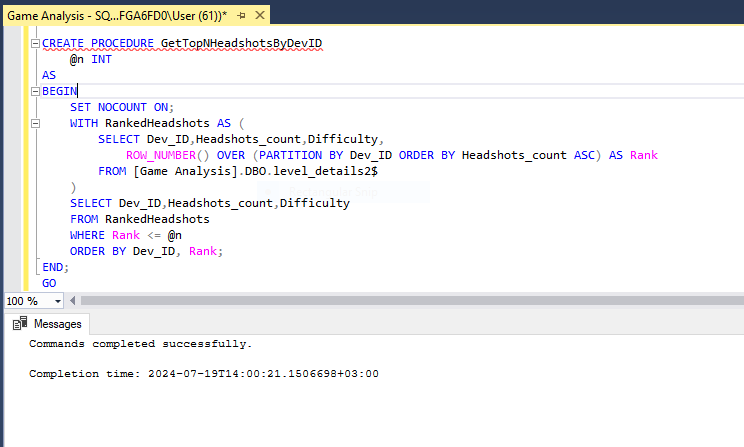 Game Analysis - SQ...FGA6FD0\User (61))*
CREATE PROCEDURE GetTopNHeadshotsByDevID
@n INT
AS
BEGIN
SET NOCOUNT ON;
WITH RankedHeadshots AS (
SELECT Dev_ID,Headshots_count,Difficulty,
ROW_NUMBER() OVER (PARTITION BY Dev_ID ORDER BY Headshots_count ASC) AS Rank
FROM [Game Analysis].DBO.level_details2$
)
SELECT Dev_ID,Headshots_count,Difficulty
FROM RankedHeadshots
WHERE Rank <= @n
ORDER BY Dev_ID, Rank;
END;
GO
100 %
Messages
Commands completed successfully.
Completion time: 2024-07-19T14:00:21.1506698+03:00